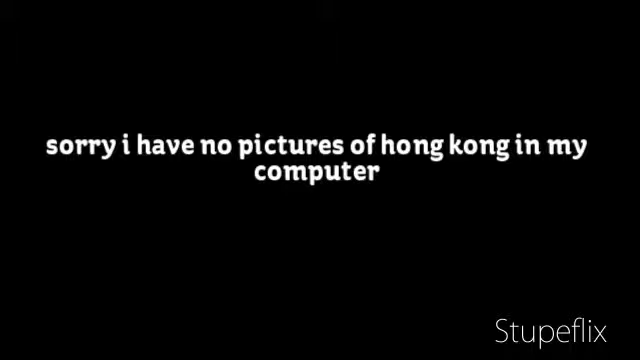 sorry i have no pictures of hong kong in my
computer
Stupeflix